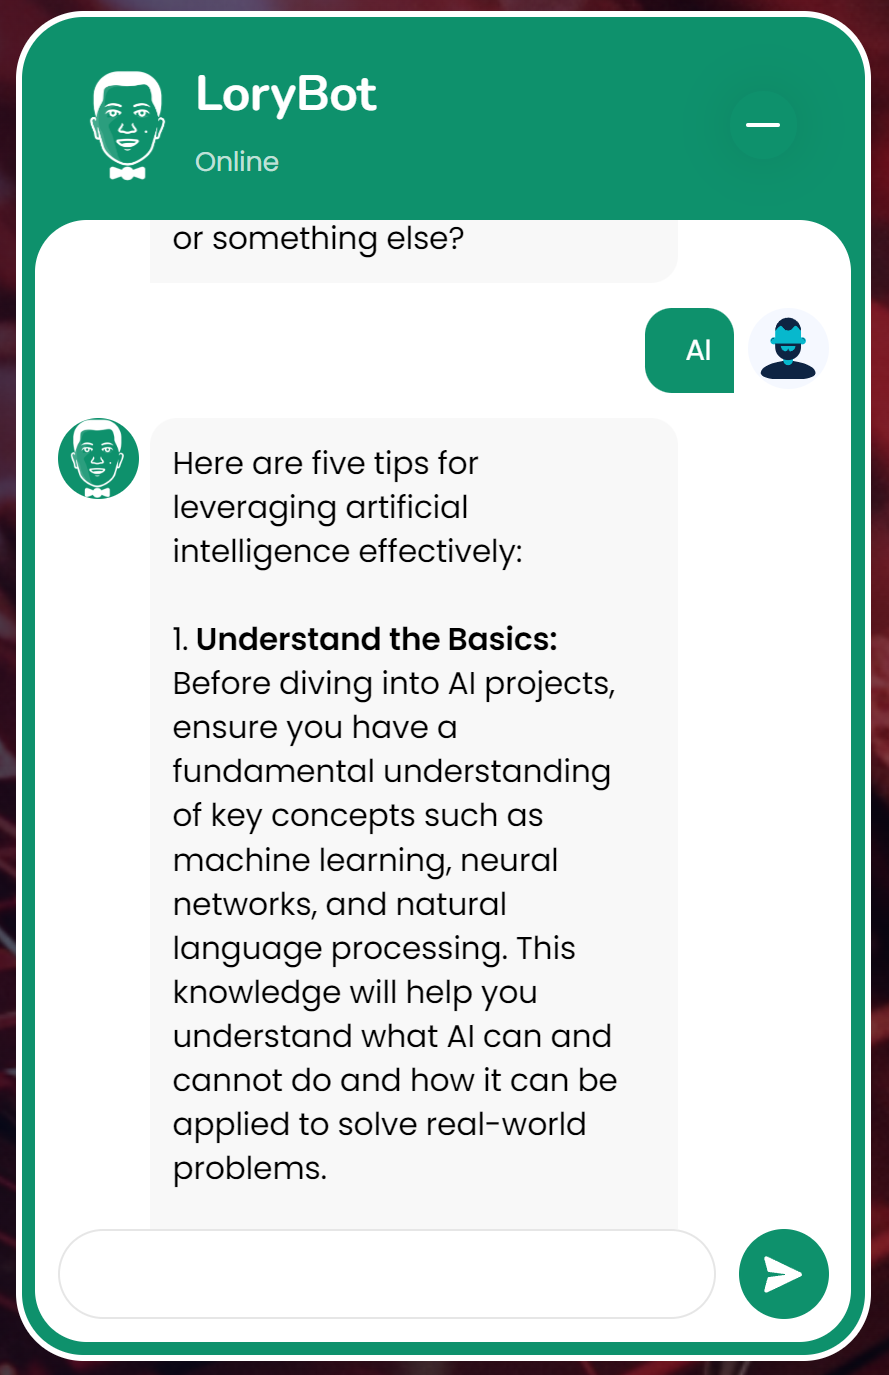 LoryBot
Online
or something else?
AI
Here are five tips for
leveraging artificial
intelligence effectively:
1. Understand the Basics:
Before diving into AI projects,
ensure you have a
fundamental understanding
of key concepts such as
machine learning, neural
networks, and natural
language processing. This
knowledge will help you
understand what AI can and
cannot do and how it can be
applied to solve real-world
problems.